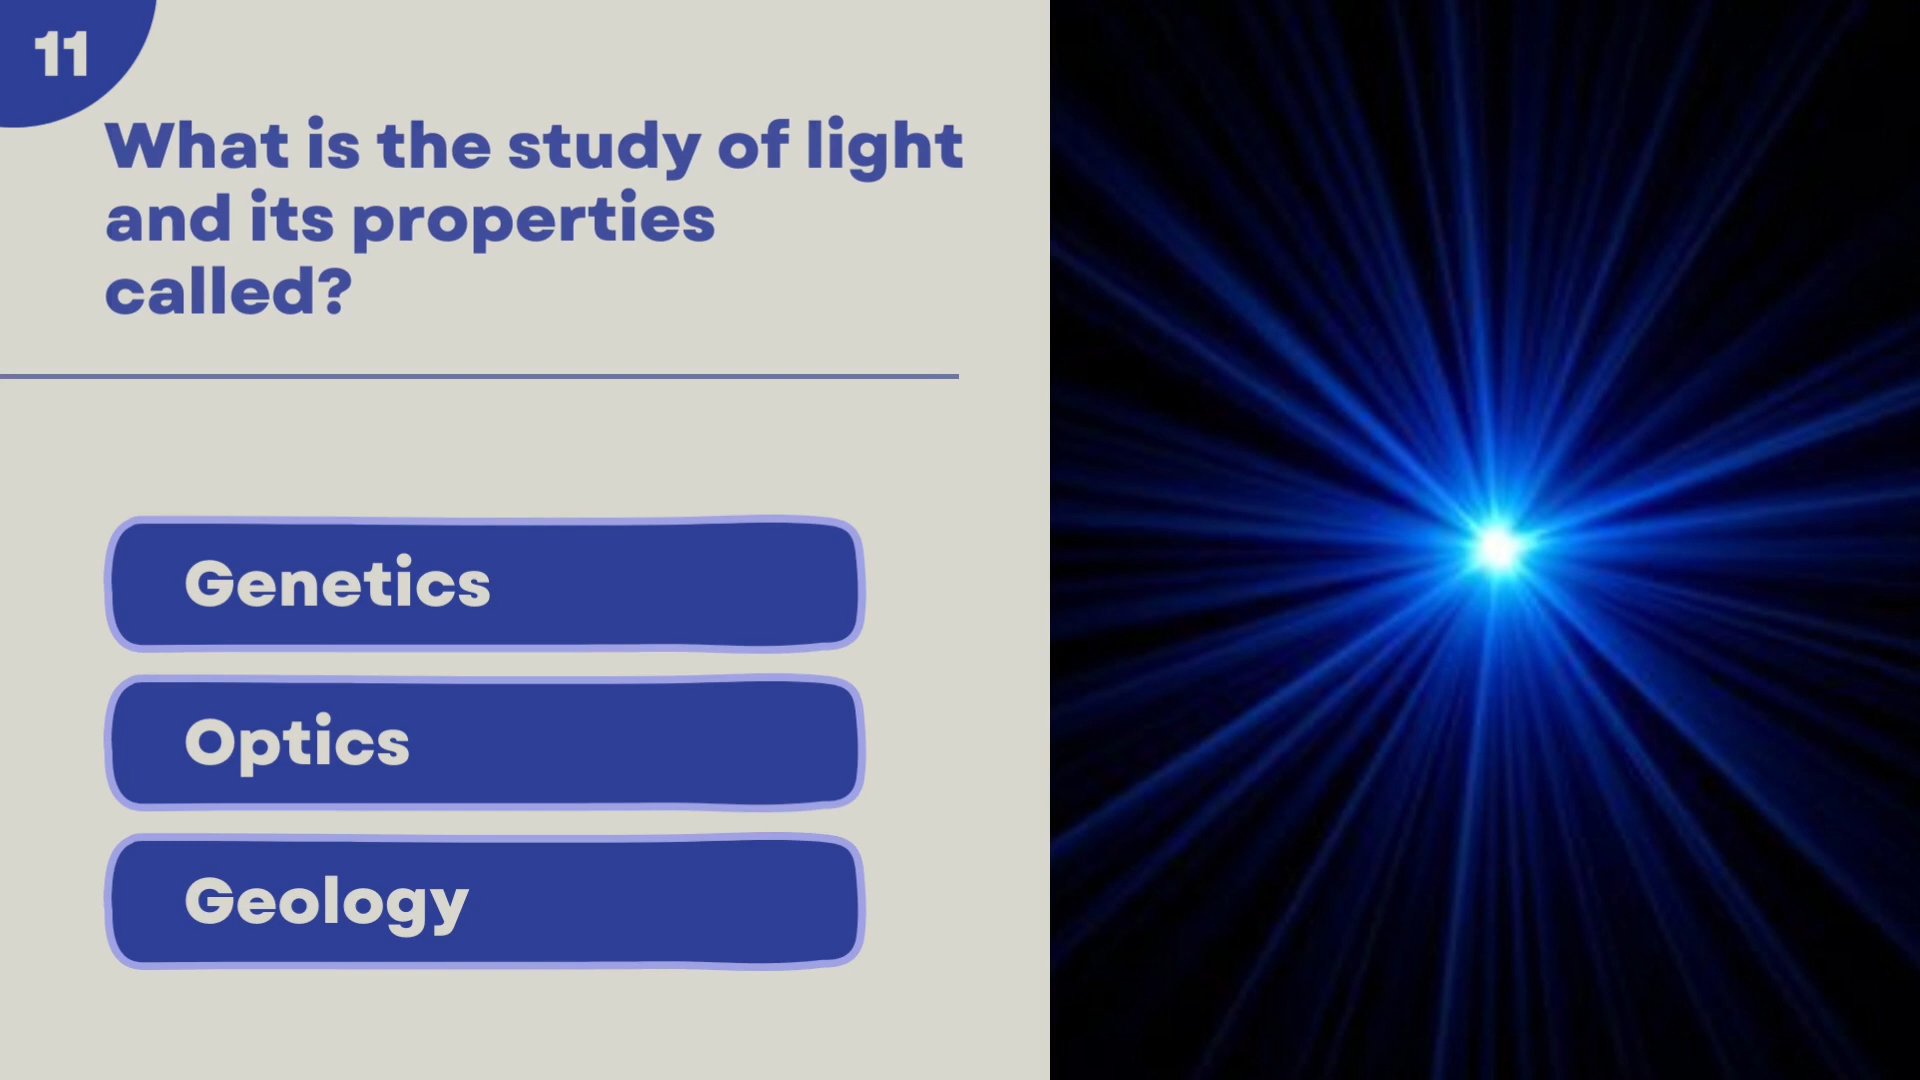 11
What is the study of light
and its properties
called?
Genetics
Optics
Geology